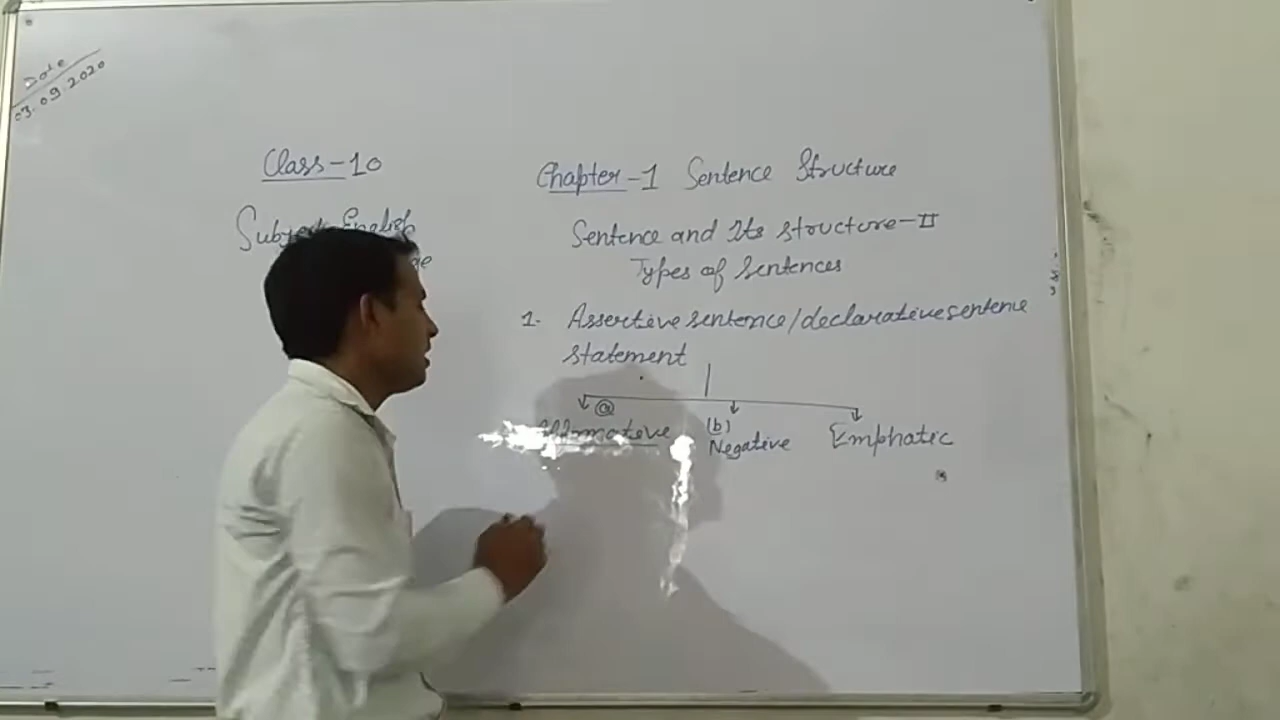 Date
03.09.2020
Class-10
Subject-English
Chapter-1 Sentence Structure
Sentence and Its structure-II
Types of Sentences
1. Assertive sentence/declarative sentence
statement
(a)
Affirmative
(b)
Negative
Emphatic